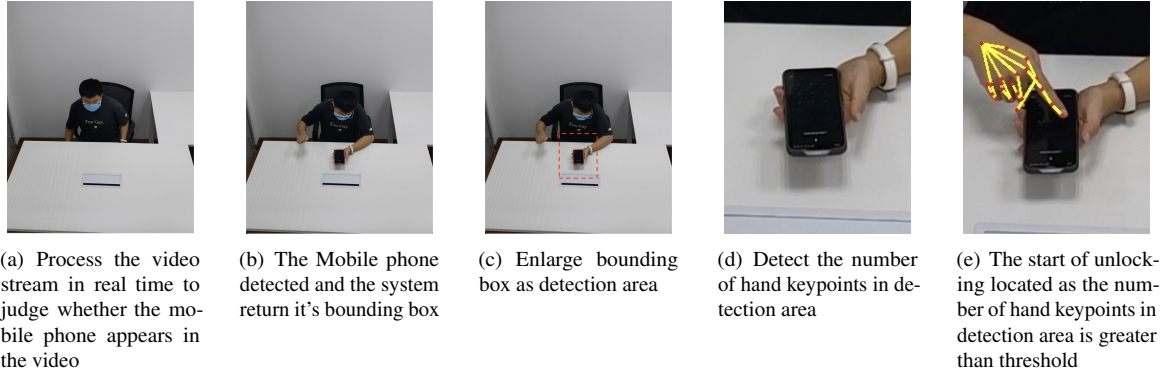 (a) Process the video
stream in real time to
judge whether the mo-
bile phone appears in
the video
(b) The Mobile phone
detected and the system
return it's bounding box
(c) Enlarge bounding
box as detection area
(d) Detect the number
of hand keypoints in de-
tection area
(e) The start of unlock-
ing located as the num-
ber of hand keypoints in
detection area is greater
than threshold